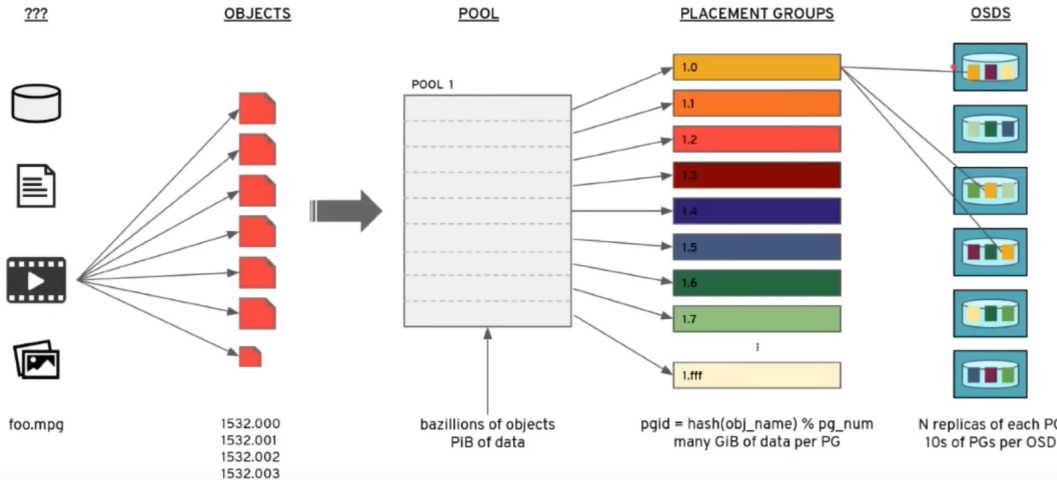 ???
OBJECTS
POOL
PLACEMENT GROUPS
OSDS
POOL 1
1.0
1.1
1.2
1.3
1.4
1.5
1.6
1.7
⋮
1.fff
foo.mpg
1532.000
1532.001
1532.002
1532.003
bazillions of objects
PiB of data
pgid = hash(obj_name) % pg_num
many GiB of data per PG
N replicas of each
10s of PGs per OSD